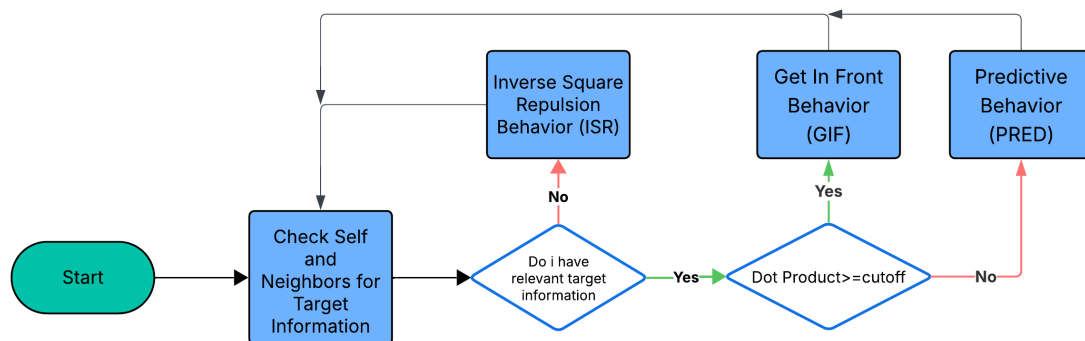 Start
Check Self
and
Neighbors for
Target
Information
Do i have
relevant target
information
No
Inverse Square
Repulsion
Behavior (ISR)
Yes
Dot Product>=cutoff
Yes
Get In Front
Behavior
(GIF)
No
Predictive
Behavior
(PRED)